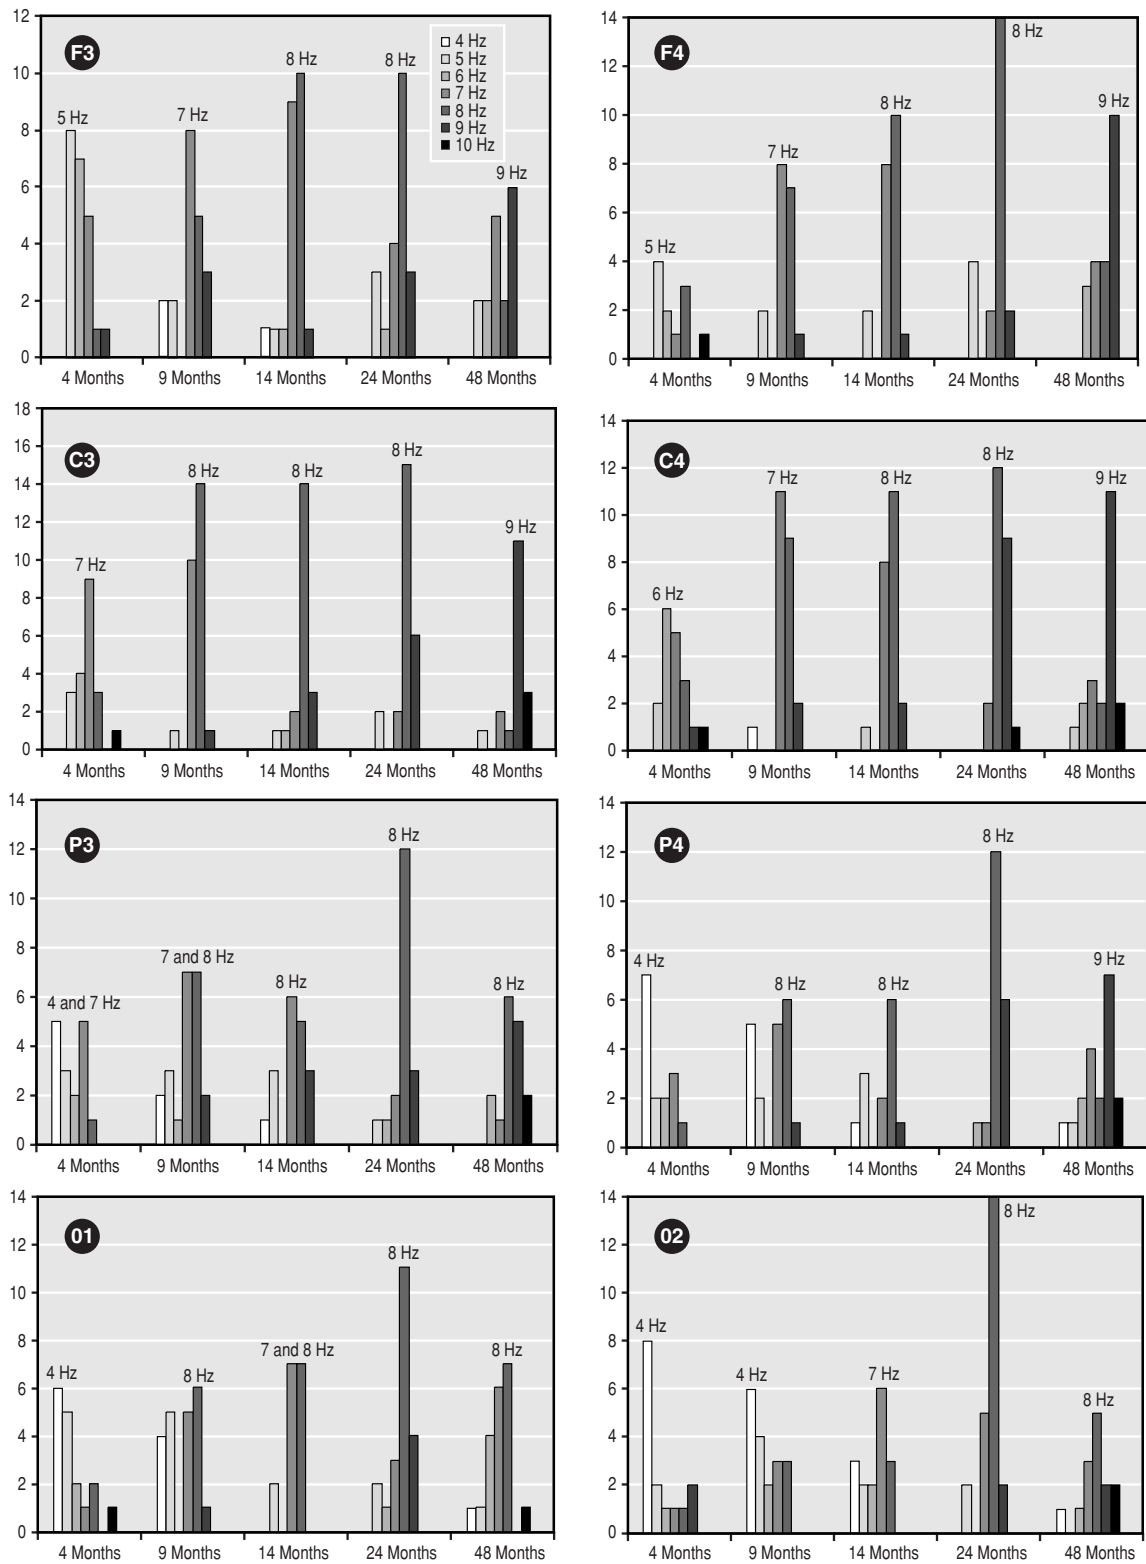 12
10
8
6
4
2
0
F3
5 Hz
7 Hz
8 Hz
8 Hz
9 Hz
4 Hz
5 Hz
6 Hz
7 Hz
8 Hz
9 Hz
10 Hz
4 Months
9 Months
14 Months
24 Months
48 Months
14
12
10
8
6
4
2
0
F4
5 Hz
7 Hz
8 Hz
8 Hz
9 Hz
4 Months
9 Months
14 Months
24 Months
48 Months
18
16
14
12
10
8
6
4
2
0
C3
7 Hz
8 Hz
8 Hz
8 Hz
9 Hz
4 Months
9 Months
14 Months
24 Months
48 Months
14
12
10
8
6
4
2
0
C4
6 Hz
7 Hz
8 Hz
8 Hz
9 Hz
4 Months
9 Months
14 Months
24 Months
48 Months
14
12
10
8
6
4
2
0
P3
4 and 7 Hz
7 and 8 Hz
8 Hz
8 Hz
8 Hz
4 Months
9 Months
14 Months
24 Months
48 Months
14
12
10
8
6
4
2
0
P4
4 Hz
8 Hz
8 Hz
8 Hz
9 Hz
4 Months
9 Months
14 Months
24 Months
48 Months
14
12
10
8
6
4
2
0
01
4 Hz
8 Hz
7 and 8 Hz
8 Hz
8 Hz
4 Months
9 Months
14 Months
24 Months
48 Months
14
12
10
8
6
4
2
0
02
4 Hz
4 Hz
7 Hz
8 Hz
8 Hz
4 Months
9 Months
14 Months
24 Months
48 Months